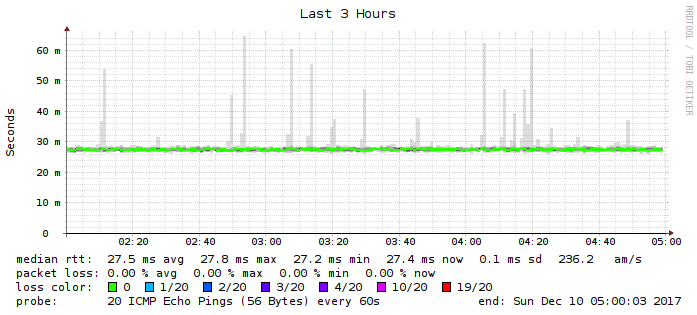 Last 3 Hours
RRDTOOL / TOBI OETIKER
Seconds
60 m
50 m
40 m
30 m
20 m
10 m
0
02:20 02:40 03:00 03:20 03:40 04:00 04:20 04:40 05:00
median rtt: 27.5 ms avg 27.8 ms max 27.2 ms min 27.4 ms now 0.1 ms sd 236.2 am/s
packet loss: 0.00 % avg 0.00 % max 0.00 % min 0.00 % now
loss color: 0 1/20 2/20 3/20 4/20 10/20 19/20
probe: 20 ICMP Echo Pings (56 Bytes) every 60s end: Sun Dec 10 05:00:03 2017